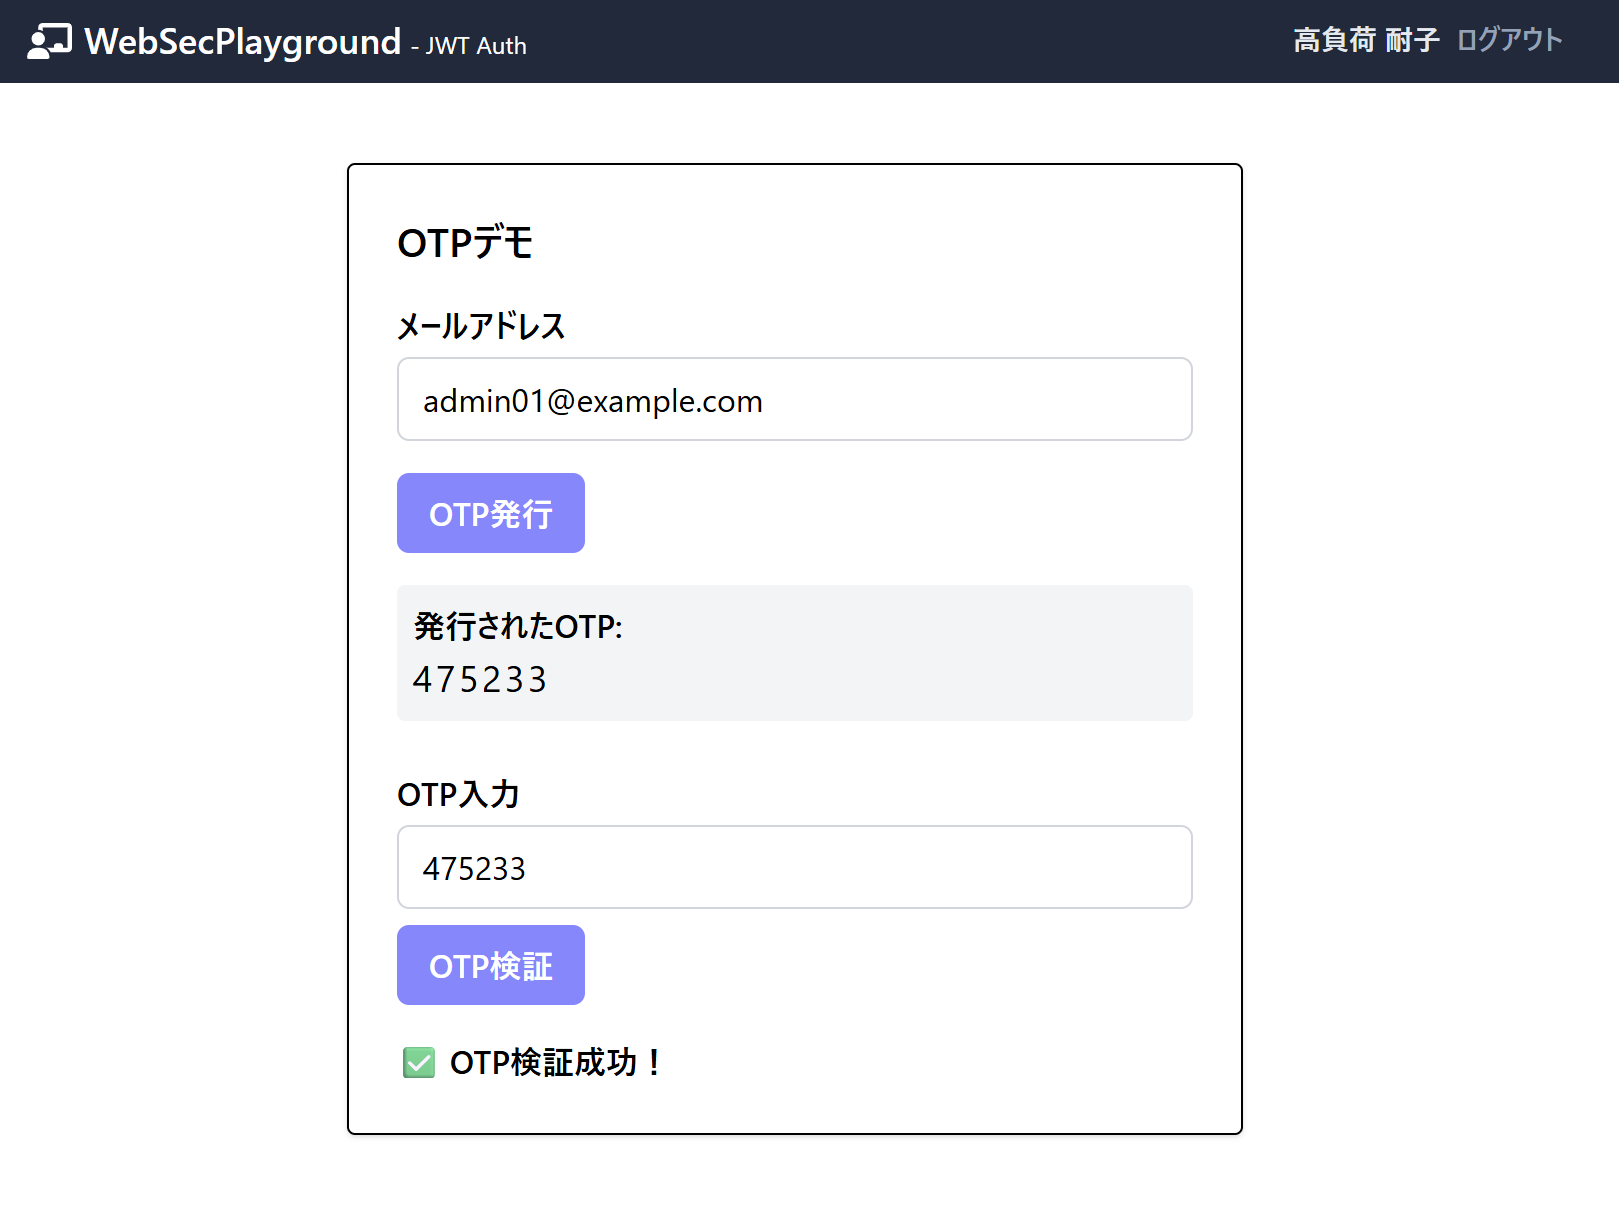 WebSecPlayground - JWT Auth
高負荷 耐子 ログアウト
OTPデモ
メールアドレス
admin01@example.com
OTP発行
発行されたOTP:
475233
OTP入力
475233
OTP検証
✅ OTP検証成功！